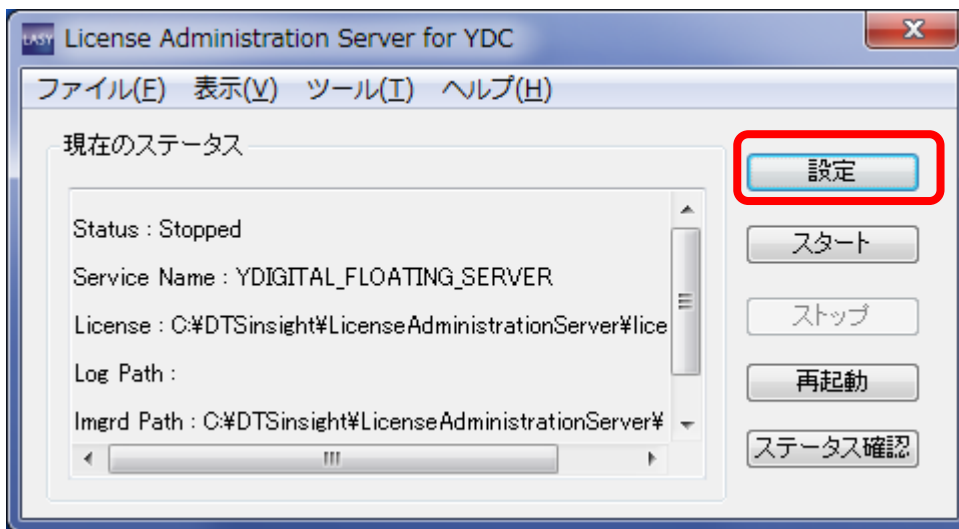 EASY License Administration Server for YDC
ファイル(F) 表示(V) ツール(T) ヘルプ(H)
現在のステータス
設定
Status : Stopped
スタート
Service Name : YDIGITAL_FLOATING_SERVER
License : C:¥DTSinsight¥LicenseAdministrationServer¥lice
ストップ
Log Path :
再起動
lmgrd Path : C:¥DTSinsight¥LicenseAdministrationServer¥
ステータス確認